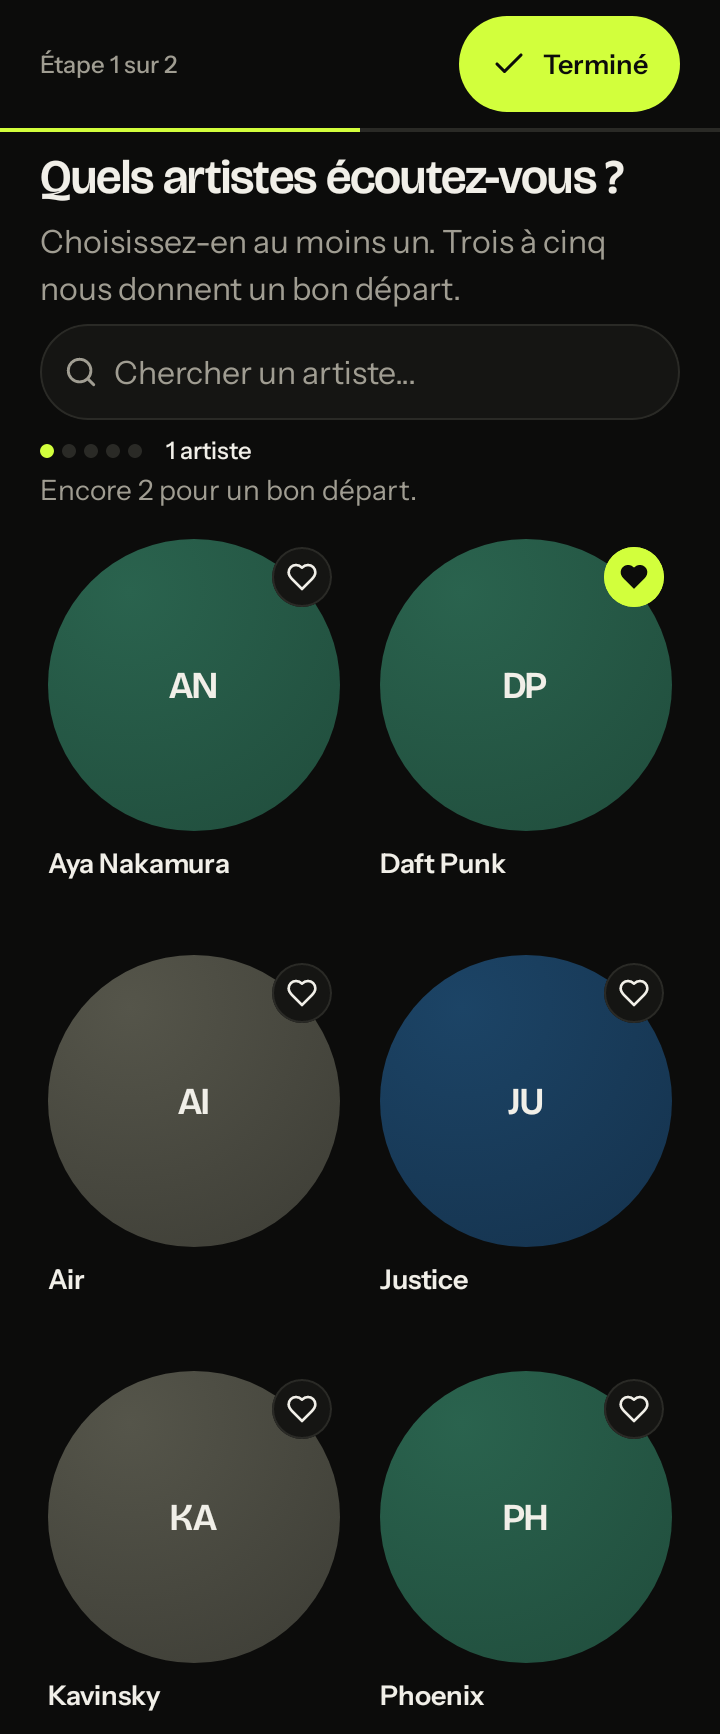 Étape 1 sur 2
Terminé
Quels artistes écoutez-vous ?
Choisissez-en au moins un. Trois à cinq
nous donnent un bon départ.
Chercher un artiste...
1 artiste
Encore 2 pour un bon départ.
AN
DP
Aya Nakamura
Daft Punk
AI
JU
Air
Justice
KA
PH
Kavinsky
Phoenix